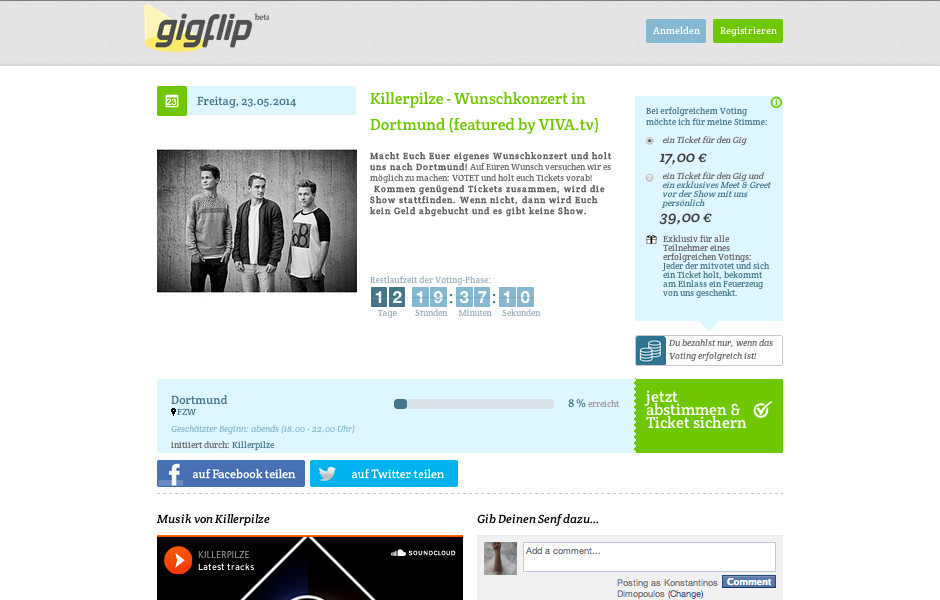 gigflip beta
Anmelden
Registrieren
23
Freitag, 23.05.2014
Killerpilze - Wunschkonzert in
Dortmund (featured by VIVA.tv)
Macht Euch Euer eigenes Wunschkonzert und holt
uns nach Dortmund! Auf Euren Wunsch versuchen wir es
möglich zu machen: VOTET und holt euch Tickets vorab!
Kommen genügend Tickets zusammen, wird die
Show stattfinden. Wenn nicht, dann wird Euch
kein Geld abgebucht und es gibt keine Show.
Restlaufzeit der Voting-Phase:
12 19:37:10
Tage Stunden Minuten Sekunden
Bei erfolgreichem Voting
möchte ich für meine Stimme:
ein Ticket für den Gig
17,00 €
ein Ticket für den Gig und
ein exklusives Meet & Greet
vor der Show mit uns
persönlich
39,00 €
Exklusiv für alle
Teilnehmer eines
erfolgreichen Votings:
Jeder der mitvotet und sich
ein Ticket holt, bekommt
am Einlass ein Feuerzeug
von uns geschenkt.
Du bezahlst nur, wenn das
Voting erfolgreich ist!
Dortmund
FZW
Geschätzter Beginn: abends (18.00 - 22.00 Uhr)
initiiert durch: Killerpilze
8 % erreicht
jetzt
abstimmen &
Ticket sichern
auf Facebook teilen
auf Twitter teilen
Musik von Killerpilze
KILLERPILZE
Latest tracks
SOUNDCLOUD
Gib Deinen Senf dazu...
Add a comment...
Posting as Konstantinos
Dimopoulos (Change)
Comment